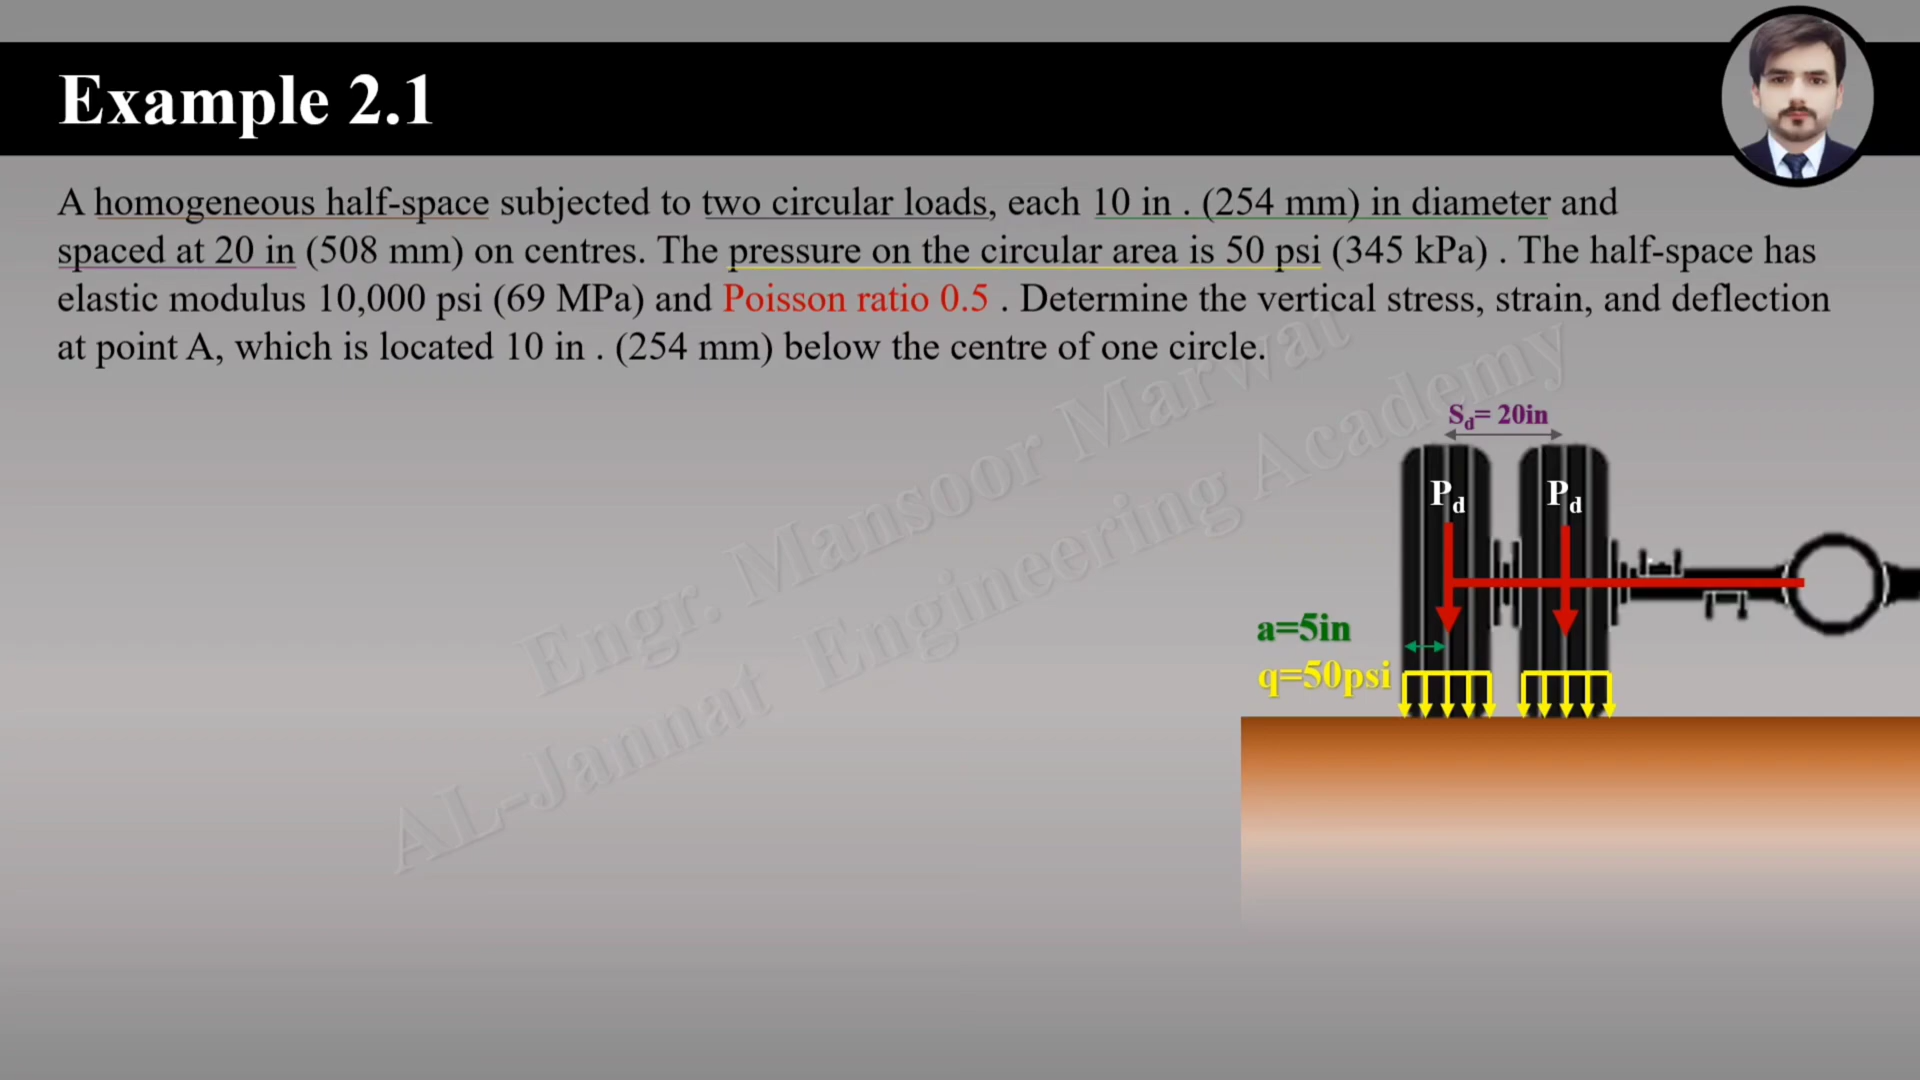 Example 2.1
A homogeneous half-space subjected to two circular loads, each 10 in . (254 mm) in diameter and
spaced at 20 in (508 mm) on centres. The pressure on the circular area is 50 psi (345 kPa) . The half-space has
elastic modulus 10,000 psi (69 MPa) and Poisson ratio 0.5 . Determine the vertical stress, strain, and deflection
at point A, which is located 10 in . (254 mm) below the centre of one circle.
Sd= 20in
Pd Pd
a=5in
q=50psi
Engr. Mansoor Marwat
AL-Jannat Engineering Academy